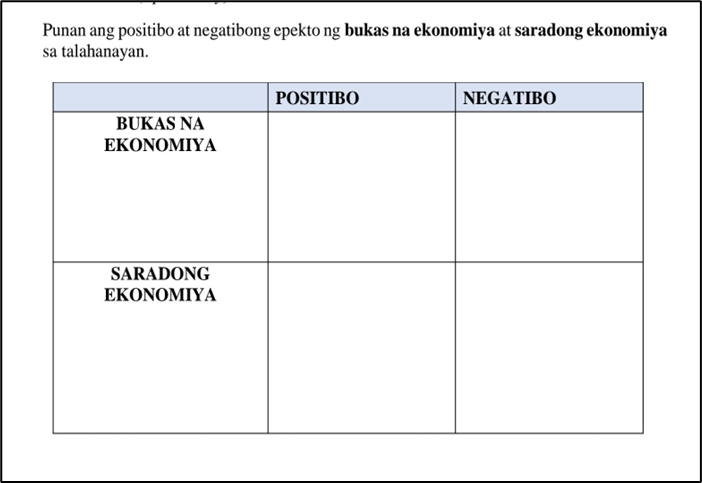 Punan ang positibo at negatibong epekto ng bukas na ekonomiya at saradong ekonomiya
sa talahanayan.
POSITIBO NEGATIBO
BUKAS NA
EKONOMIYA
SARADONG
EKONOMIYA